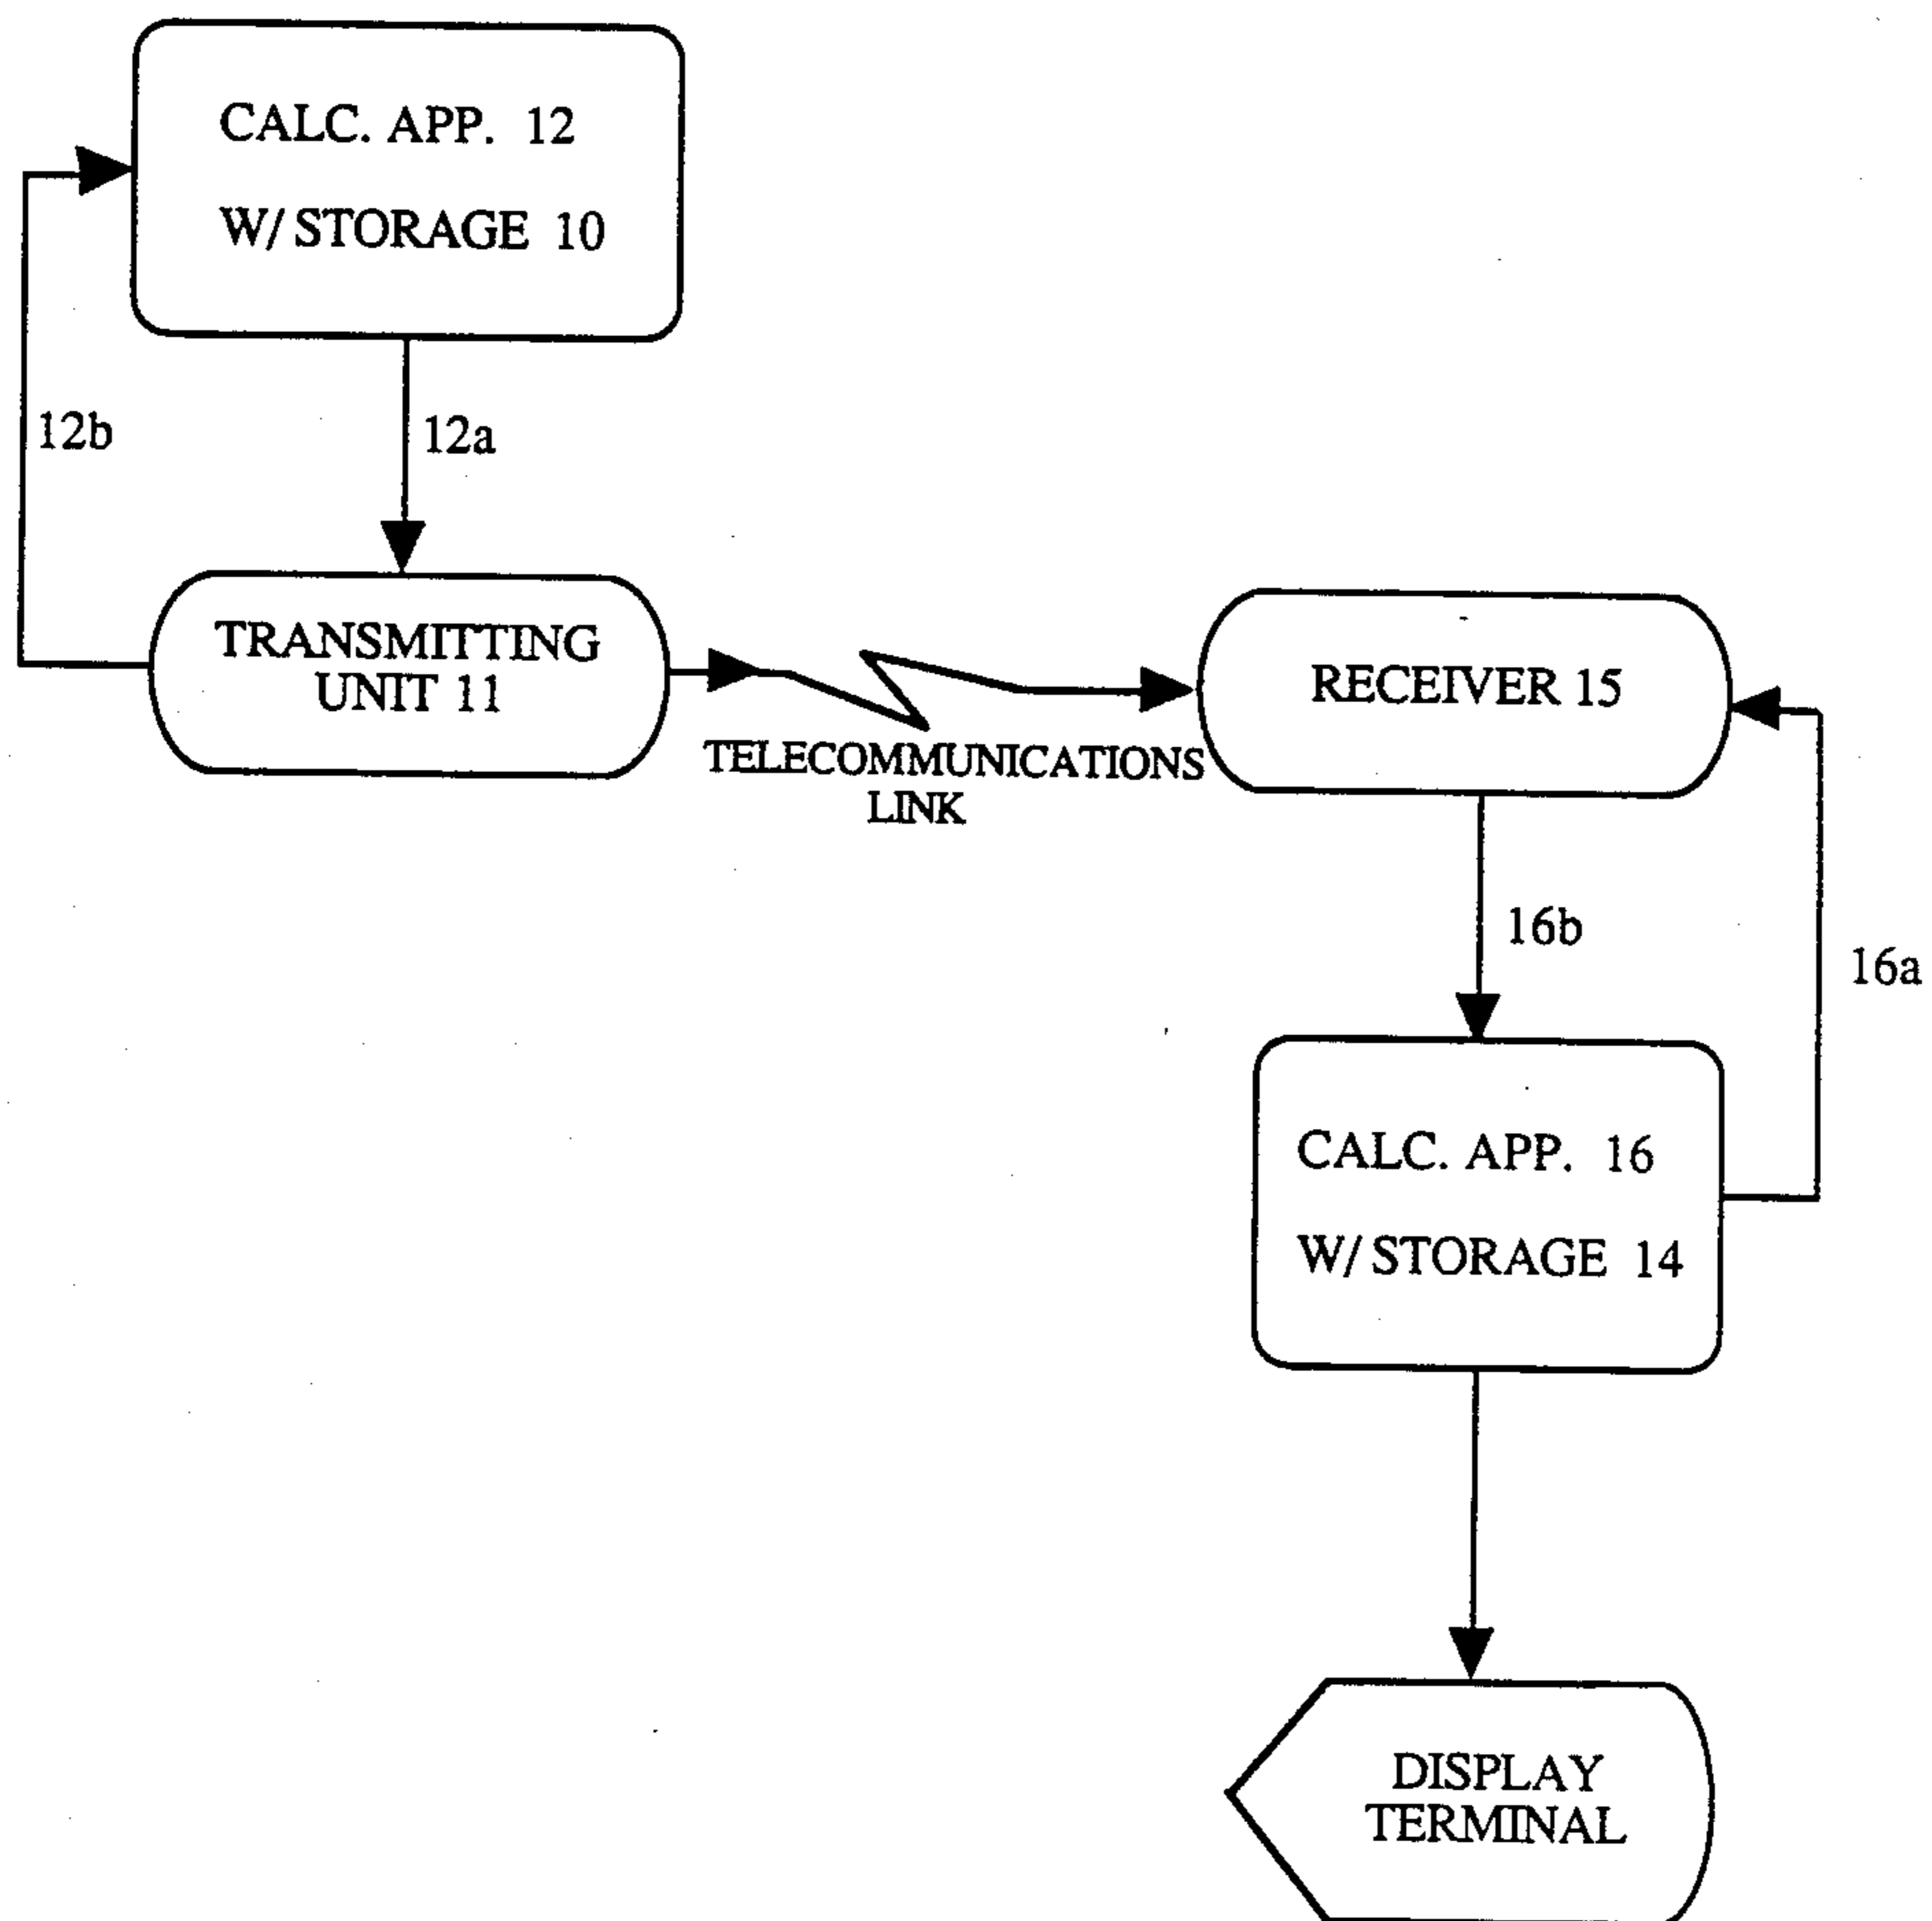 CALC. APP. 12
W/ STORAGE 10
12b
12a
TRANSMITTING
UNIT 11
TELECOMMUNICATIONS
LINK
RECEIVER 15
16b
16a
CALC. APP. 16
W/ STORAGE 14
DISPLAY
TERMINAL